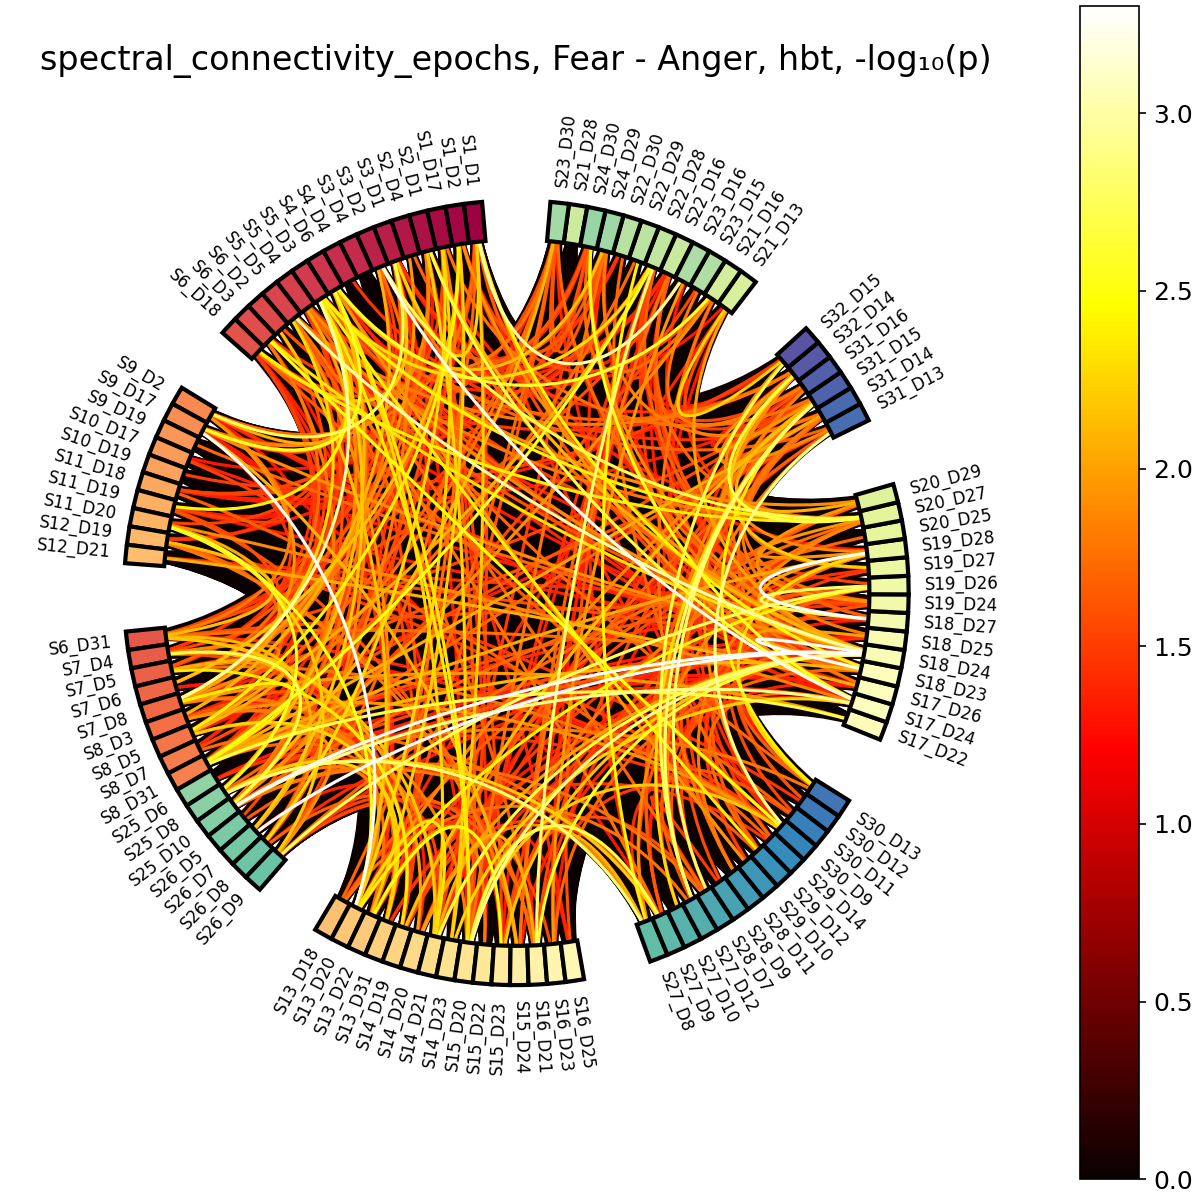 spectral_connectivity_epochs, Fear - Anger, hbt, -log₁₀(p)
S1_D1
S1_D2
S1_D17
S2_D1
S2_D4
S3_D1
S3_D2
S3_D4
S4_D4
S4_D6
S5_D3
S5_D4
S5_D5
S6_D2
S6_D3
S6_D18
S9_D2
S9_D17
S9_D19
S10_D17
S10_D19
S11_D18
S11_D19
S11_D20
S12_D19
S12_D21
S6_D31
S7_D4
S7_D5
S7_D6
S7_D8
S8_D3
S8_D5
S8_D7
S8_D31
S25_D6
S25_D8
S25_D10
S26_D5
S26_D7
S26_D8
S26_D9
S13_D18
S13_D20
S13_D22
S13_D31
S14_D19
S14_D20
S14_D21
S14_D23
S15_D20
S15_D22
S15_D23
S15_D24
S16_D21
S16_D23
S16_D25
S27_D8
S27_D9
S27_D10
S27_D12
S28_D7
S28_D9
S28_D11
S29_D10
S29_D12
S29_D14
S30_D9
S30_D11
S30_D12
S30_D13
S17_D22
S17_D24
S17_D26
S18_D23
S18_D24
S18_D25
S18_D27
S19_D24
S19_D26
S19_D27
S19_D28
S20_D25
S20_D27
S20_D29
S31_D13
S31_D14
S31_D15
S31_D16
S32_D14
S32_D15
S21_D13
S21_D16
S23_D15
S23_D16
S22_D16
S22_D28
S22_D29
S22_D30
S24_D29
S24_D30
S21_D28
S23_D30
3.0
2.5
2.0
1.5
1.0
0.5
0.0